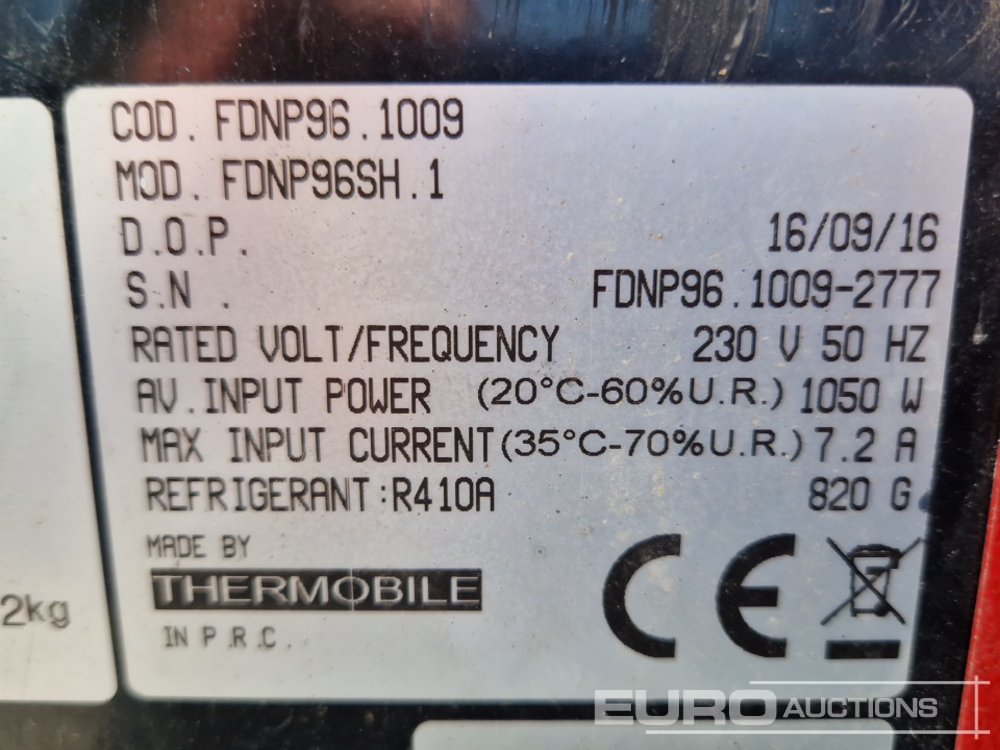 COD. FDNP96.1009
MOD. FDNP96SH.1
D.O.P. 16/09/16
S.N. FDNP96.1009-2777
RATED VOLT/FREQUENCY 230 V 50 HZ
AV.INPUT POWER (20°C-60%U.R.) 1050 W
MAX INPUT CURRENT(35°C-70%U.R.) 7.2 A
REFRIGERANT:R410A 820 G
MADE BY
THERMOBILE
IN P.R.C.
CE
2kg
EURO AUCTIONS